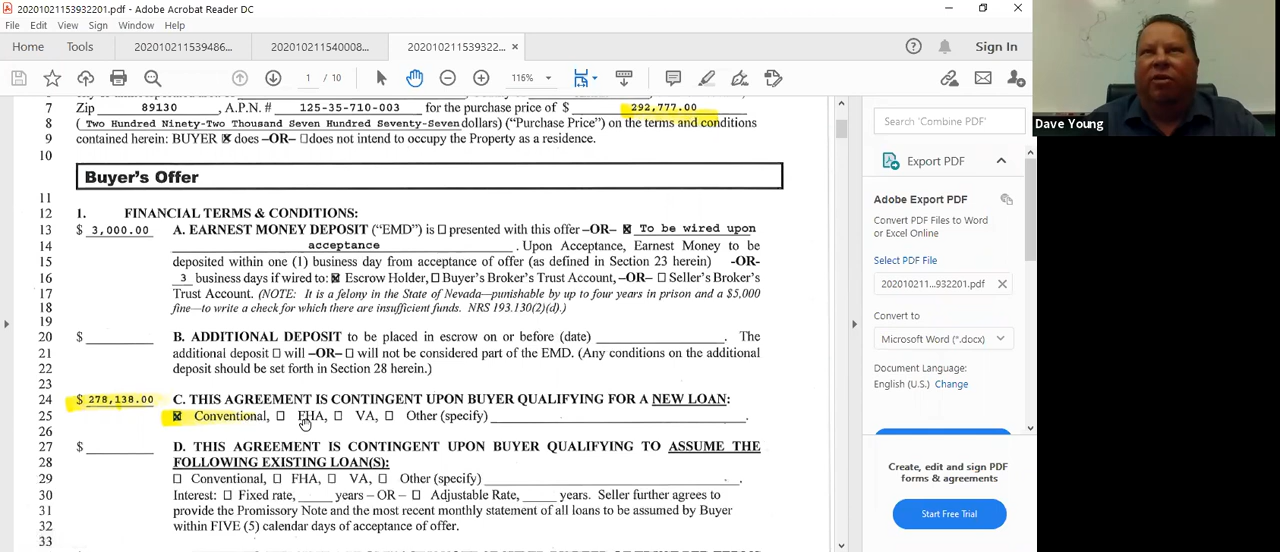 202010211539322​01.pdf - Adobe Acrobat Reader DC
File Edit View Sign Window Help
Home Tools 202010211539486... 202010211540008... 202010211539322... × Sign In
1 / 10 116%
7 Zip 89130 , A.P.N. # 125-35-710-003 for the purchase price of $ 292,777.00
8 ( Two Hundred Ninety-Two Thousand Seven Hundred Seventy-Seven dollars) ("Purchase Price") on the terms and conditions
9 contained herein: BUYER ☒ does –OR– ☐ does not intend to occupy the Property as a residence.
10
Buyer's Offer
11
12 1. FINANCIAL TERMS & CONDITIONS:
13 $ 3,000.00 A. EARNEST MONEY DEPOSIT ("EMD") is ☐ presented with this offer –OR– ☒ To be wired upon
14 acceptance . Upon Acceptance, Earnest Money to be
15 deposited within one (1) business day from acceptance of offer (as defined in Section 23 herein) -OR-
16 3 business days if wired to: ☒ Escrow Holder, ☐ Buyer's Broker's Trust Account, –OR– ☐ Seller's Broker's
17 Trust Account. (NOTE: It is a felony in the State of Nevada—punishable by up to four years in prison and a $5,000
18 fine—to write a check for which there are insufficient funds. NRS 193.130(2)(d).)
19
20 $ B. ADDITIONAL DEPOSIT to be placed in escrow on or before (date) . The
21 additional deposit ☐ will –OR– ☐ will not be considered part of the EMD. (Any conditions on the additional
22 deposit should be set forth in Section 28 herein.)
23
24 $ 278,138.00 C. THIS AGREEMENT IS CONTINGENT UPON BUYER QUALIFYING FOR A NEW LOAN:
25 ☒ Conventional, ☐ FHA, ☐ VA, ☐ Other (specify) .
26
27 $ D. THIS AGREEMENT IS CONTINGENT UPON BUYER QUALIFYING TO ASSUME THE
28 FOLLOWING EXISTING LOAN(S):
29 ☐ Conventional, ☐ FHA, ☐ VA, ☐ Other (specify) .
30 Interest: ☐ Fixed rate, years – OR – ☐ Adjustable Rate, years. Seller further agrees to
31 provide the Promissory Note and the most recent monthly statement of all loans to be assumed by Buyer
32 within FIVE (5) calendar days of acceptance of offer.
33
Search 'Combine PDF'
Export PDF
Adobe Export PDF
Convert PDF Files to Word
or Excel Online
Select PDF File
202010211...932201.pdf ×
Convert to
Microsoft Word (*.docx)
Document Language:
English (U.S.) Change
Create, edit and sign PDF
forms & agreements
Start Free Trial
Dave Young